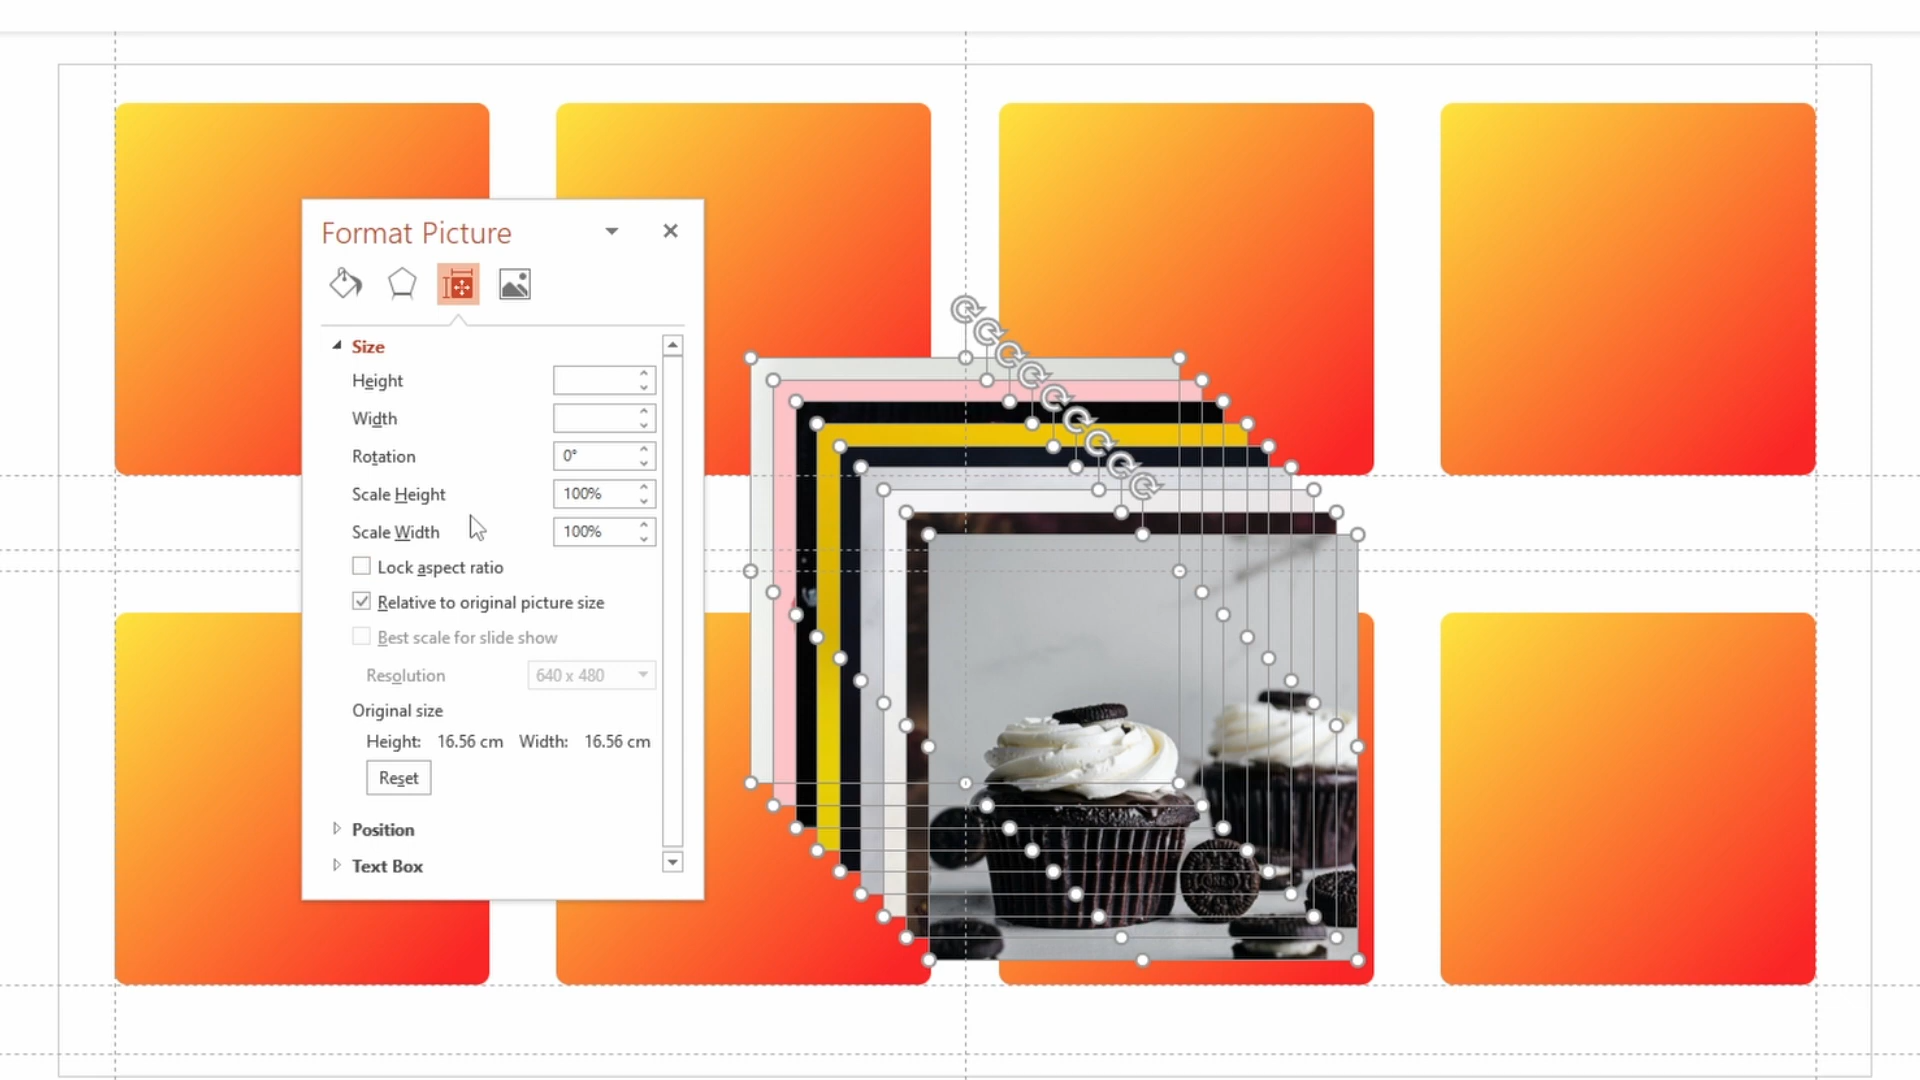 Format Picture
Size
Height
Width
Rotation 0°
Scale Height 100%
Scale Width 100%
Lock aspect ratio
Relative to original picture size
Best scale for slide show
Resolution 640 x 480
Original size
Height: 16.56 cm Width: 16.56 cm
Reset
Position
Text Box